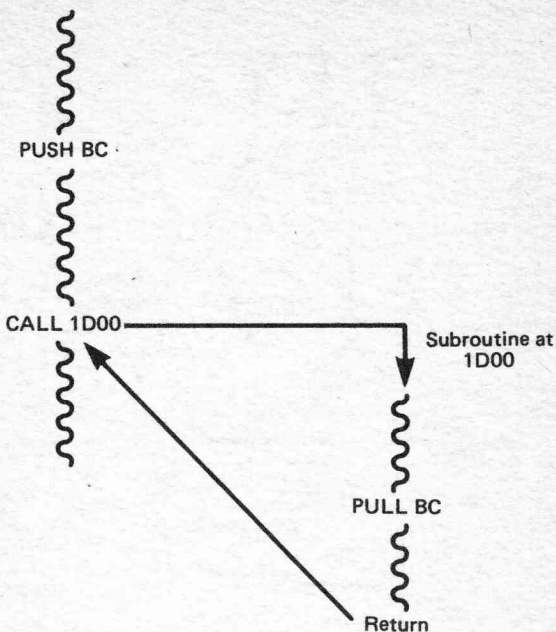 PUSH BC
CALL 1D00
Subroutine at
1D00
PULL BC
Return